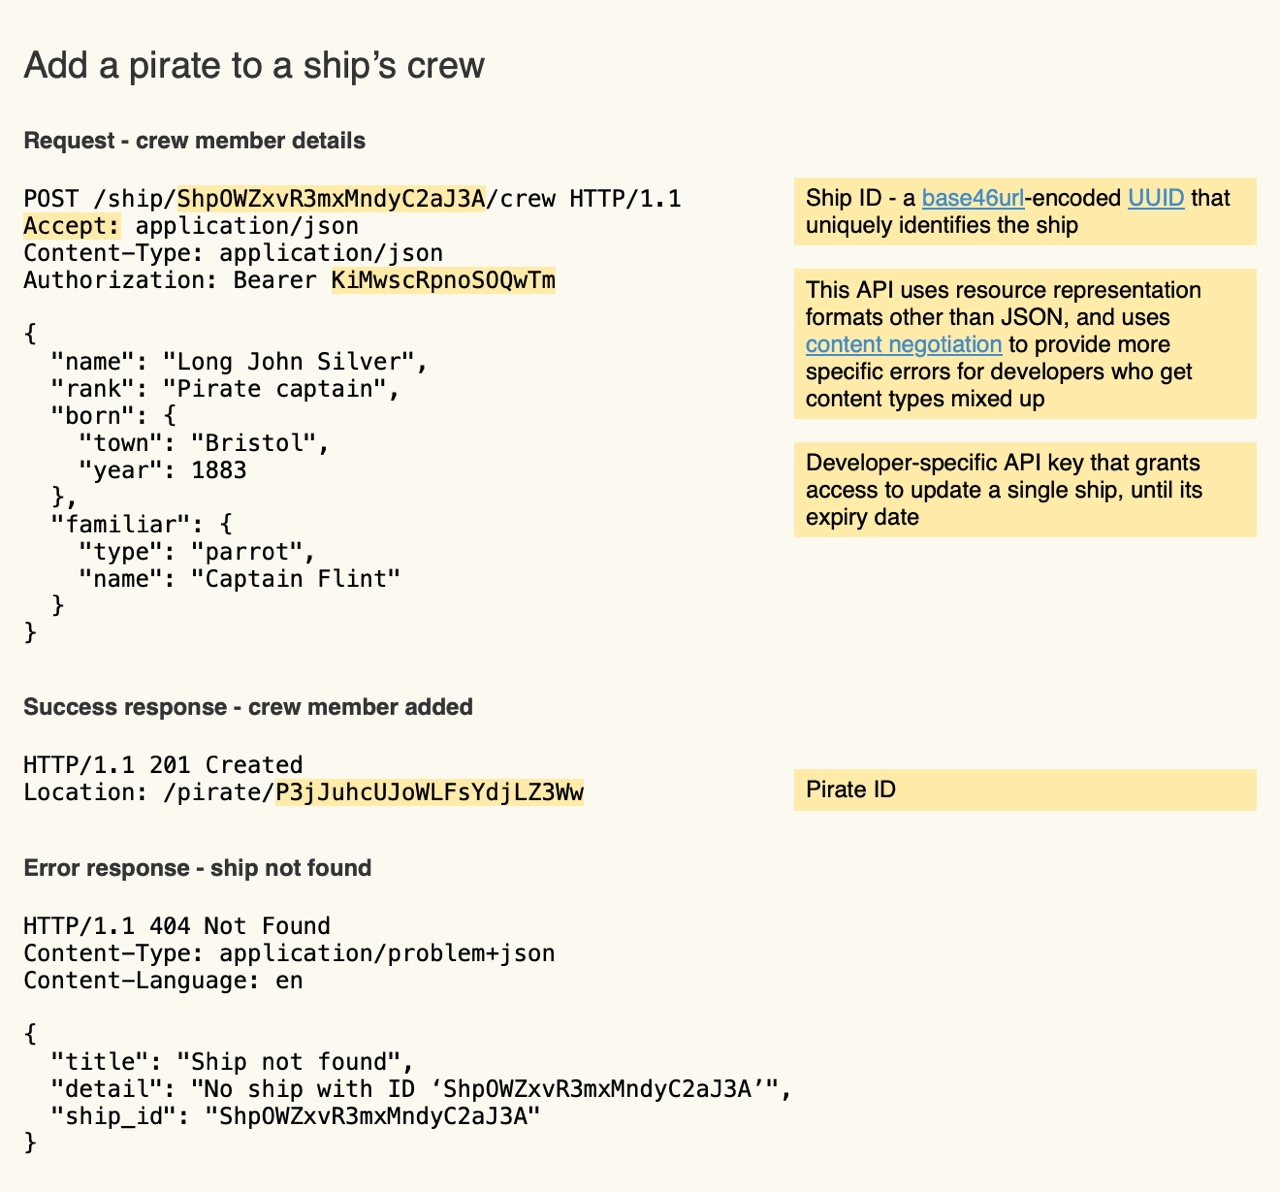 Add a pirate to a ship’s crew
Request - crew member details
POST /ship/ShpOWZxvR3mxMndyC2aJ3A/crew HTTP/1.1
Accept: application/json
Content-Type: application/json
Authorization: Bearer KiMwscRpnoSOQwTm
{
  "name": "Long John Silver",
  "rank": "Pirate captain",
  "born": {
    "town": "Bristol",
    "year": 1883
  },
  "familiar": {
    "type": "parrot",
    "name": "Captain Flint"
  }
}
Ship ID - a base46url-encoded UUID that
uniquely identifies the ship
This API uses resource representation
formats other than JSON, and uses
content negotiation to provide more
specific errors for developers who get
content types mixed up
Developer-specific API key that grants
access to update a single ship, until its
expiry date
Success response - crew member added
HTTP/1.1 201 Created
Location: /pirate/P3jJuhcUJoWLFsYdjLZ3Ww
Pirate ID
Error response - ship not found
HTTP/1.1 404 Not Found
Content-Type: application/problem+json
Content-Language: en
{
  "title": "Ship not found",
  "detail": "No ship with ID ‘ShpOWZxvR3mxMndyC2aJ3A’",
  "ship_id": "ShpOWZxvR3mxMndyC2aJ3A"
}